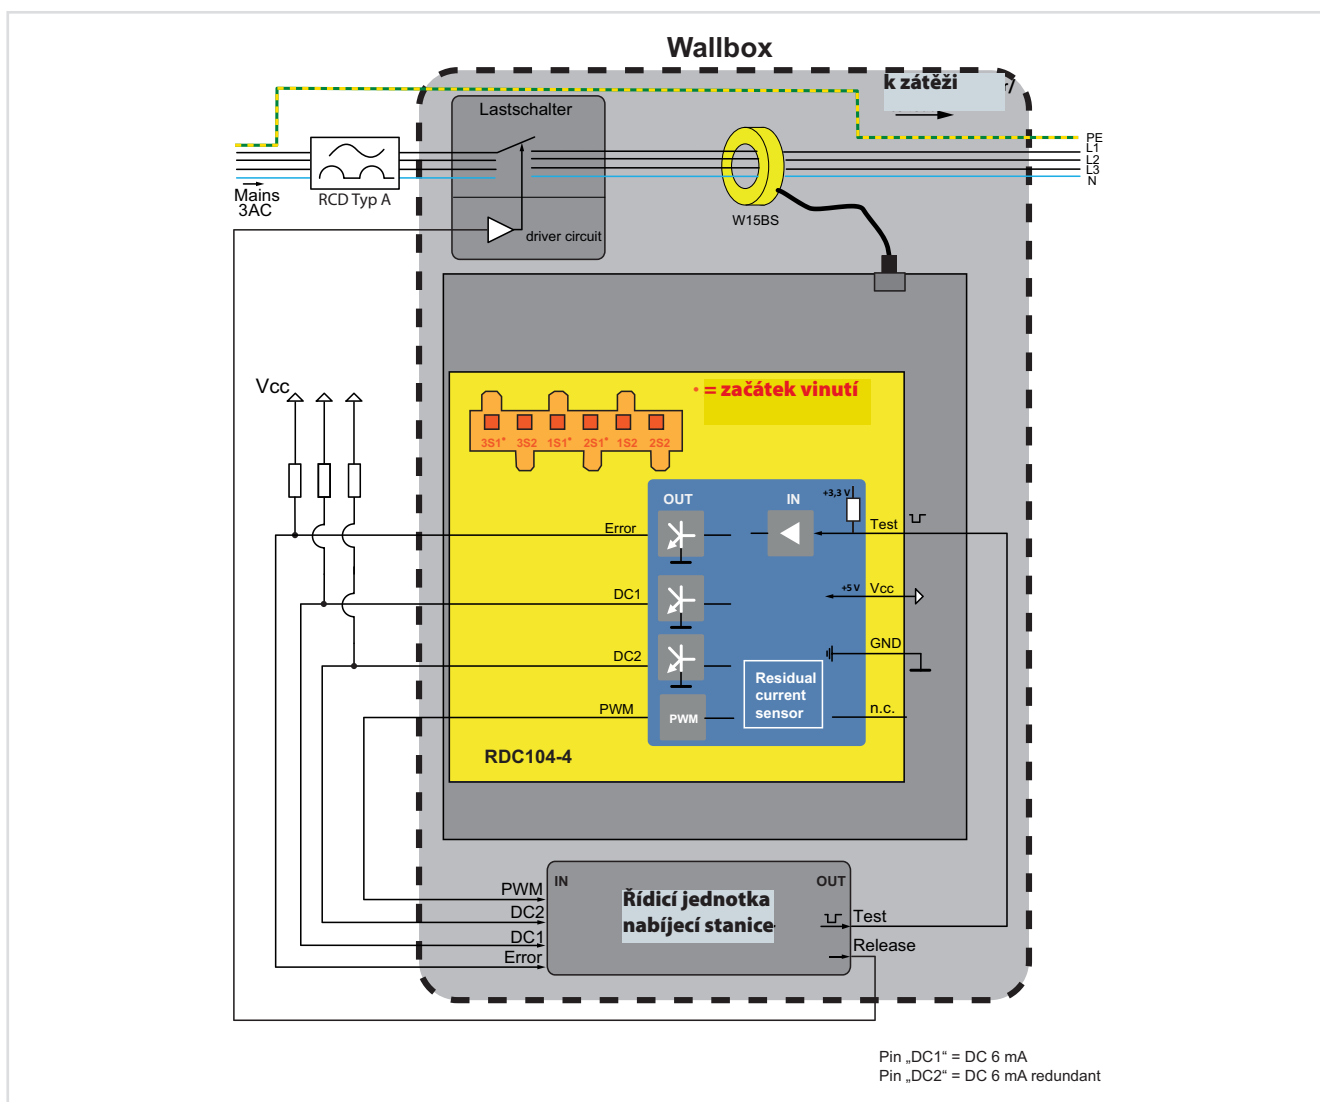 Wallbox
k zátěži
r/
Lastschalter
PE
L1
L2
L3
N
Mains
3AC
RCD Typ A
W15BS
driver circuit
Vcc
* = začátek vinutí
3S1* 3S2 1S1* 2S1* 1S2 2S2
OUT
IN
+3,3 V
Error
Test
DC1
+5 V
Vcc
DC2
GND
Residual
current
sensor
PWM
PWM
n.c.
RDC104-4
IN
OUT
PWM
DC2
DC1
Error
Řídicí jednotka
nabíjecí stanice
Test
Release
Pin „DC1“ = DC 6 mA
Pin „DC2“ = DC 6 mA redundant